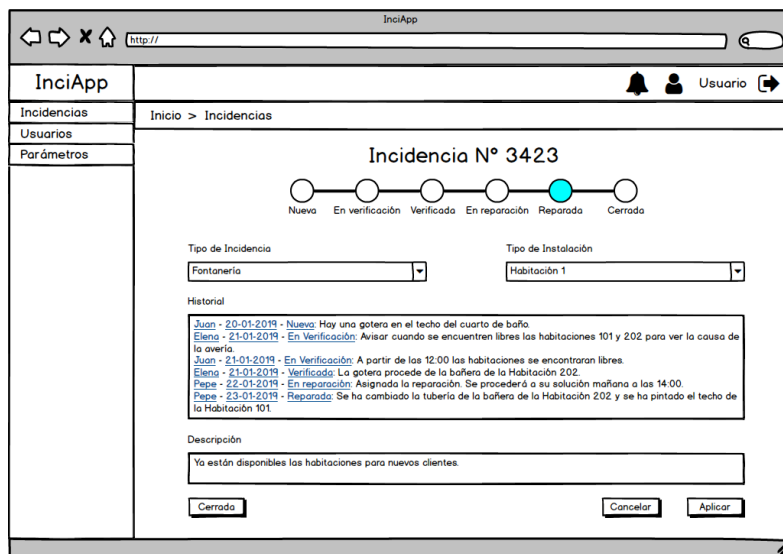 InciApp
http://
InciApp
Usuario
Incidencias
Inicio > Incidencias
Usuarios
Parámetros
Incidencia Nº 3423
Nueva En verificación Verificada En reparación Reparada Cerrada
Tipo de Incidencia Tipo de Instalación
Fontanería Habitación 1
Historial
Juan - 20-01-2019 - Nueva: Hay una gotera en el techo del cuarto de baño.
Elena - 21-01-2019 - En Verificación: Avisar cuando se encuentren libres las habitaciones 101 y 202 para ver la causa de
la avería.
Juan - 21-01-2019 - En Verificación: A partir de las 12:00 las habitaciones se encontraran libres.
Elena - 21-01-2019 - Verificada: La gotera procede de la bañera de la Habitación 202.
Pepe - 22-01-2019 - En reparación: Asignada la reparación. Se procederá a su solución mañana a las 14:00.
Pepe - 23-01-2019 - Reparada: Se ha cambiado la tubería de la bañera de la Habitación 202 y se ha pintado el techo de
la Habitación 101.
Descripción
Ya están disponibles las habitaciones para nuevos clientes.
Cerrada Cancelar Aplicar